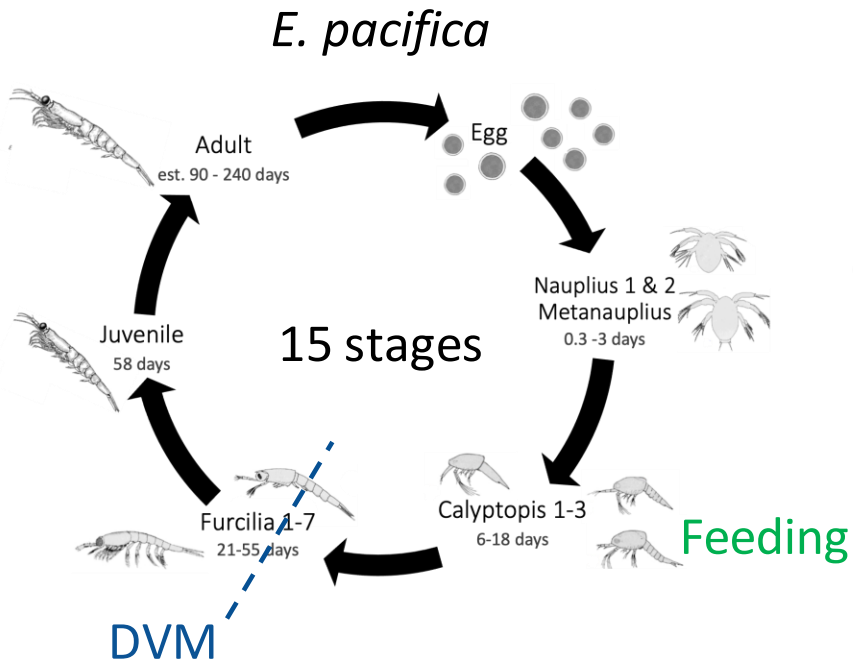 E. pacifica
Egg
Adult
est. 90 - 240 days
Nauplius 1 & 2
Metanauplius
0.3 -3 days
Juvenile
58 days
15 stages
Calyptopis 1-3
6-18 days
Feeding
Furcilia 1-7
21-55 days
DVM